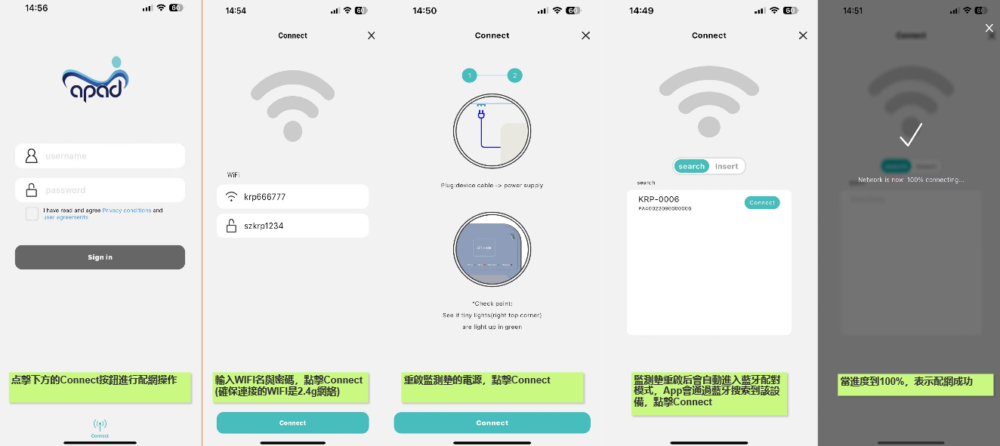 14:56
60
apad
username
password
I have read and agree Privacy conditions and
user agreements
Sign in
点擊下方的Connect按鈕進行配網操作
Connect
14:54
60
Connect
WiFi
krp666777
szkrp1234
輸入WIFI名與密碼，點擊Connect
(確保連接的WIFI是2.4g網絡)
Connect
14:50
60
Connect
1
2
Plug:device cable -> power supply
QR code
*Check point:
See if tiny lights(right top corner)
are light up in green
重啟監測墊的電源，點擊Connect
Connect
14:49
60
Connect
search
Insert
search
KRP-0006
PA40023090000006
Connect
監測墊重啟后會自動進入藍牙配對
模式，App會通過藍牙搜索到該設
備，點擊Connect
14:51
60
Connect
Network is now 100% connecting...
當進度到100%，表示配網成功